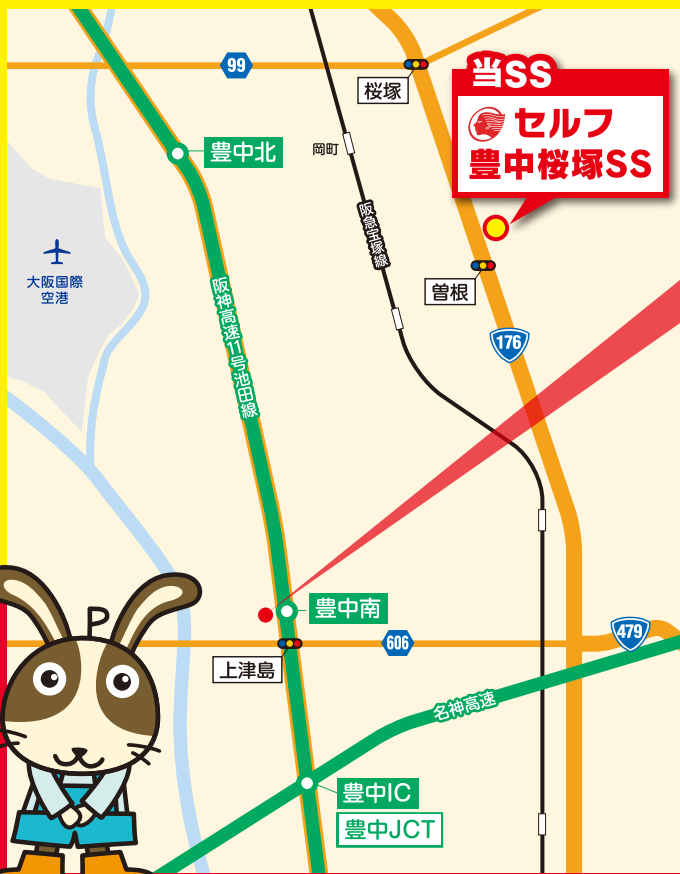 99
桜塚
当SS
セルフ
豊中桜塚SS
豊中北
岡町
阪急宝塚線
大阪国際
空港
曽根
阪神高速11号池田線
176
豊中南
606
479
上津島
名神高速
豊中IC
豊中JCT
P